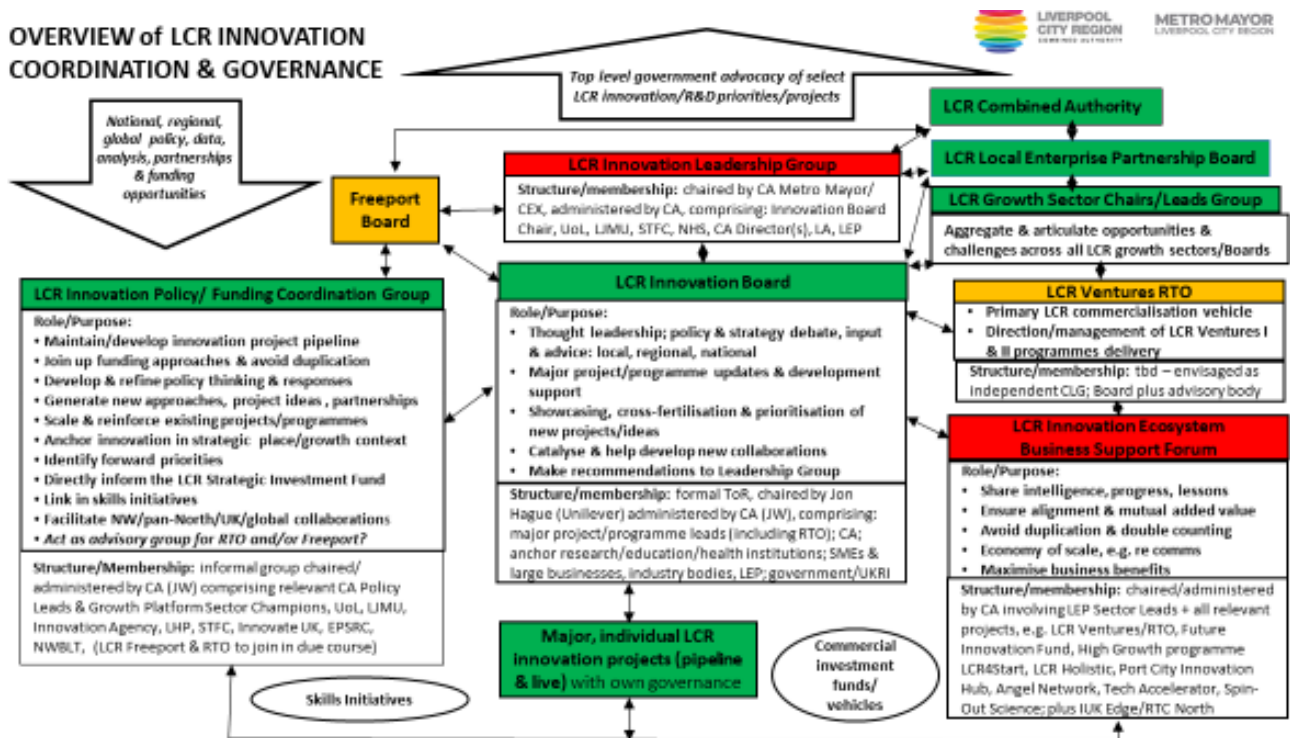 OVERVIEW of LCR INNOVATION
COORDINATION & GOVERNANCE
LIVERPOOL
CITY REGION
COMBINED AUTHORITY
METRO MAYOR
LIVERPOOL CITY REGION
Top level government advocacy of select
LCR innovation/R&D priorities/projects
National, regional,
global policy, data,
analysis, partnerships
& funding
opportunities
LCR Combined Authority
LCR Local Enterprise Partnership Board
LCR Growth Sector Chairs/Leads Group
Aggregate & articulate opportunities &
challenges across all LCR growth sectors/Boards
Freeport
Board
LCR Innovation Leadership Group
Structure/membership: chaired by CA Metro Mayor/
CEX, administered by CA, comprising: Innovation Board
Chair, UoL, LJMU, STFC, NHS, CA Director(s), LA, LEP
LCR Innovation Policy/ Funding Coordination Group
Role/Purpose:
• Maintain/develop innovation project pipeline
• Join up funding approaches & avoid duplication
• Develop & refine policy thinking & responses
• Generate new approaches, project ideas , partnerships
• Scale & reinforce existing projects/programmes
• Anchor innovation in strategic place/growth context
• Identify forward priorities
• Directly inform the LCR Strategic Investment Fund
• Link in skills initiatives
• Facilitate NW/pan-North/UK/global collaborations
• Act as advisory group for RTO and/or Freeport?
Structure/Membership: informal group chaired/
administered by CA (JW) comprising relevant CA Policy
Leads & Growth Platform Sector Champions, UoL, LJMU,
Innovation Agency, LHP, STFC, Innovate UK, EPSRC,
NWBLT, (LCR Freeport & RTO to join in due course)
LCR Innovation Board
Role/Purpose:
• Thought leadership; policy & strategy debate, input
& advice: local, regional, national
• Major project/programme updates & development
support
• Showcasing, cross-fertilisation & prioritisation of
new projects/ideas
• Catalyse & help develop new collaborations
• Make recommendations to Leadership Group
Structure/membership: formal ToR, chaired by Jon
Hague (Unilever) administered by CA (JW), comprising:
major project/programme leads (including RTO); CA;
anchor research/education/health institutions; SMEs &
large businesses, industry bodies, LEP; government/UKRI
LCR Ventures RTO
• Primary LCR commercialisation vehicle
• Direction/management of LCR Ventures I
& II programmes delivery
Structure/membership: tbd – envisaged as
Independent CLG; Board plus advisory body
LCR Innovation Ecosystem
Business Support Forum
Role/Purpose:
• Share intelligence, progress, lessons
• Ensure alignment & mutual added value
• Avoid duplication & double counting
• Economy of scale, e.g. re comms
• Maximise business benefits
Structure/membership: chaired/administered
by CA involving LEP Sector Leads + all relevant
projects, e.g. LCR Ventures/RTO, Future
Innovation Fund, High Growth programme
LCR4Start, LCR Holistic, Port City Innovation
Hub, Angel Network, Tech Accelerator, Spin-
Out Science; plus IUK Edge/RTC North
Major, individual LCR
innovation projects (pipeline
& live) with own governance
Commercial
investment
funds/
vehicles
Skills Initiatives